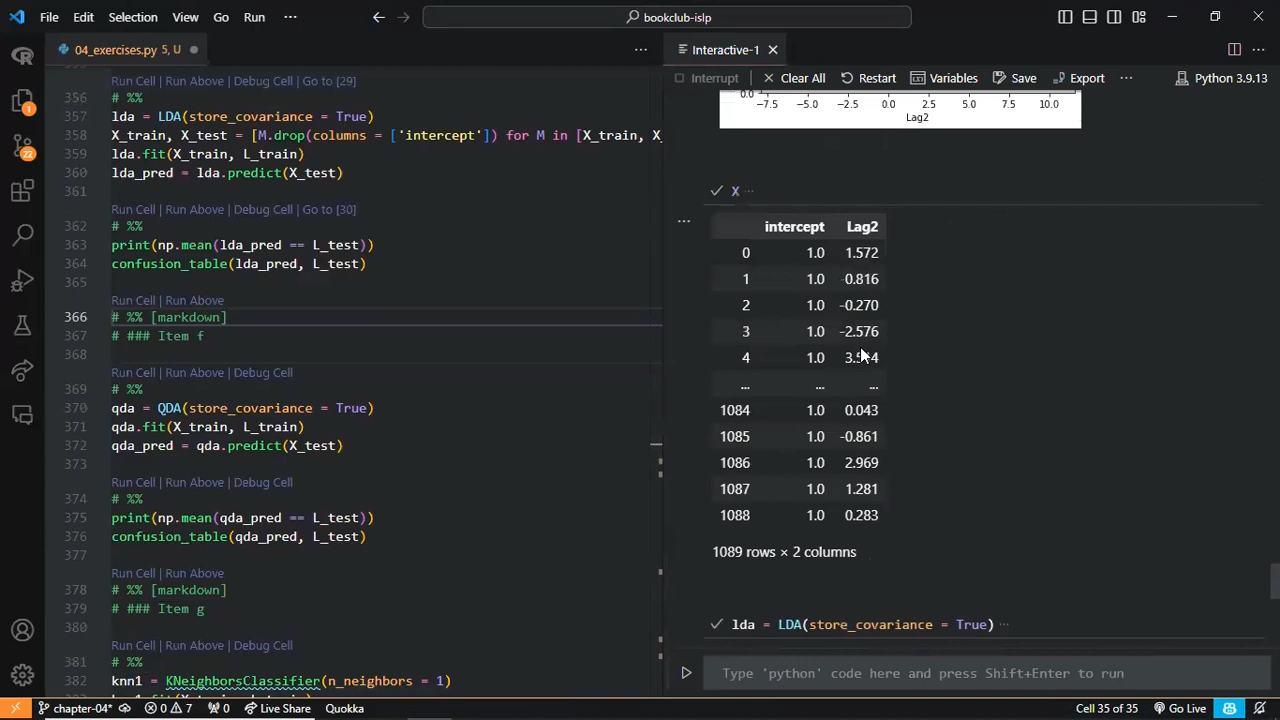 File Edit Selection View Go Run ··· bookclub-islp
04_exercises.py 5, U
Interactive-1
Interrupt Clear All Restart Variables Save Export ··· Python 3.9.13
Run Cell | Run Above | Debug Cell | Go to [29]
356 # %%
357 lda = LDA(store_covariance = True)
358 X_train, X_test = [M.drop(columns = ['intercept']) for M in [X_train, X_
359 lda.fit(X_train, L_train)
360 lda_pred = lda.predict(X_test)
361
Run Cell | Run Above | Debug Cell | Go to [30]
362 # %%
363 print(np.mean(lda_pred == L_test))
364 confusion_table(lda_pred, L_test)
365
Run Cell | Run Above
366 # %% [markdown]
367 # ### Item f
368
Run Cell | Run Above | Debug Cell
369 # %%
370 qda = QDA(store_covariance = True)
371 qda.fit(X_train, L_train)
372 qda_pred = qda.predict(X_test)
373
Run Cell | Run Above | Debug Cell
374 # %%
375 print(np.mean(qda_pred == L_test))
376 confusion_table(qda_pred, L_test)
377
Run Cell | Run Above
378 # %% [markdown]
379 # ### Item g
380
Run Cell | Run Above | Debug Cell
381 # %%
382 knn1 = KNeighborsClassifier(n_neighbors = 1)
0.0
−7.5 −5.0 −2.5 0.0 2.5 5.0 7.5 10.0
Lag2
X ···
intercept Lag2
0 1.0 1.572
1 1.0 -0.816
2 1.0 -0.270
3 1.0 -2.576
4 1.0
... ... ...
1084 1.0 0.043
1085 1.0 -0.861
1086 1.0 2.969
1087 1.0 1.281
1088 1.0 0.283
1089 rows × 2 columns
lda = LDA(store_covariance = True) ···
Type 'python' code here and press Shift+Enter to run
chapter-04* 0 7 0 Live Share Quokka Cell 35 of 35 Go Live